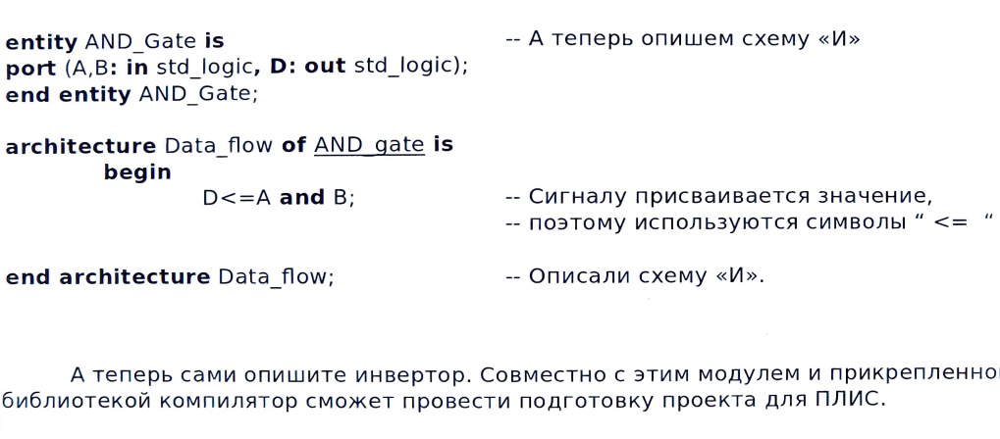 entity AND_Gate is -- А теперь опишем схему «И»
port (A,B: in std_logic, D: out std_logic);
end entity AND_Gate;
architecture Data_flow of AND_gate is
begin
D<=A and B; -- Сигналу присваивается значение,
-- поэтому используются символы “ <= “
end architecture Data_flow; -- Описали схему «И».
А теперь сами опишите инвертор. Совместно с этим модулем и прикрепленно
библиотекой компилятор сможет провести подготовку проекта для ПЛИС.